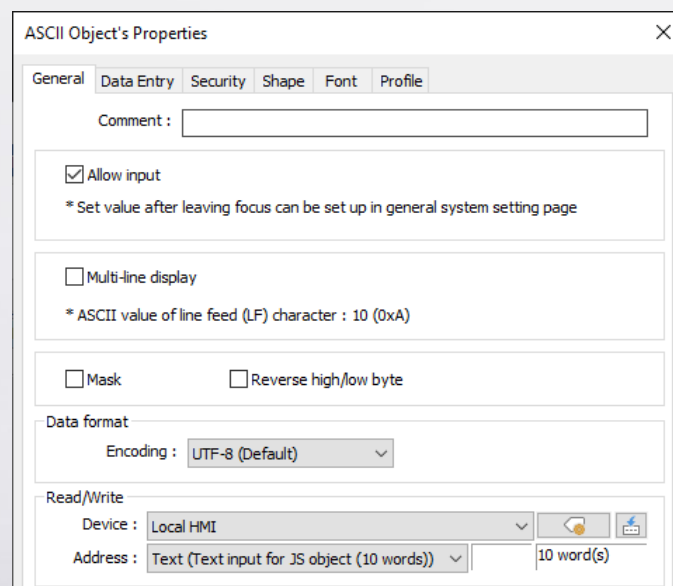 ASCII Object's Properties
General Data Entry Security Shape Font Profile
Comment :
Allow input
* Set value after leaving focus can be set up in general system setting page
Multi-line display
* ASCII value of line feed (LF) character : 10 (0xA)
Mask Reverse high/low byte
Data format
Encoding : UTF-8 (Default)
Read/Write
Device : Local HMI
Address : Text (Text input for JS object (10 words)) 10 word(s)